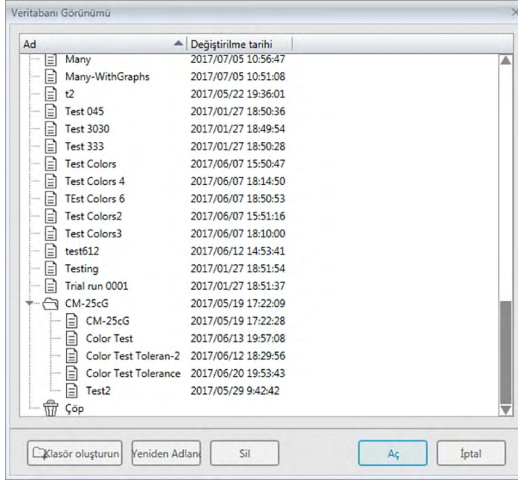 Veritabanı Görünümü
Ad Değiştirilme tarihi
Many 2017/07/05 10:56:47
Many-WithGraphs 2017/07/05 10:51:08
t2 2017/05/22 19:36:01
Test 045 2017/01/27 18:50:36
Test 3030 2017/01/27 18:49:54
Test 333 2017/01/27 18:50:28
Test Colors 2017/06/07 15:50:47
Test Colors 4 2017/06/07 18:14:50
TEst Colors 6 2017/06/07 18:50:53
Test Colors2 2017/06/07 15:51:16
Test Colors3 2017/06/07 18:10:00
test612 2017/06/12 14:53:41
Testing 2017/01/27 18:51:54
Trial run 0001 2017/01/27 18:51:37
CM-25cG 2017/05/19 17:22:09
CM-25cG 2017/05/19 17:22:28
Color Test 2017/06/13 19:57:08
Color Test Toleran-2 2017/06/12 18:29:56
Color Test Tolerance 2017/06/20 19:53:43
Test2 2017/05/29 9:42:42
Çöp
Klasör oluşturun Yeniden Adlan Sil Aç İptal